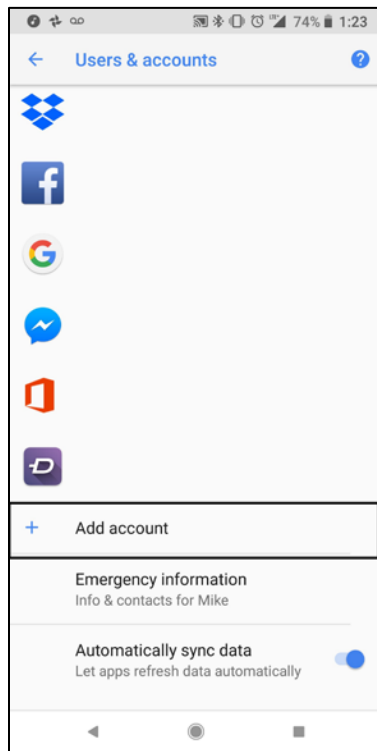 74% 1:23
Users & accounts
Add account
Emergency information
Info & contacts for Mike
Automatically sync data
Let apps refresh data automatically